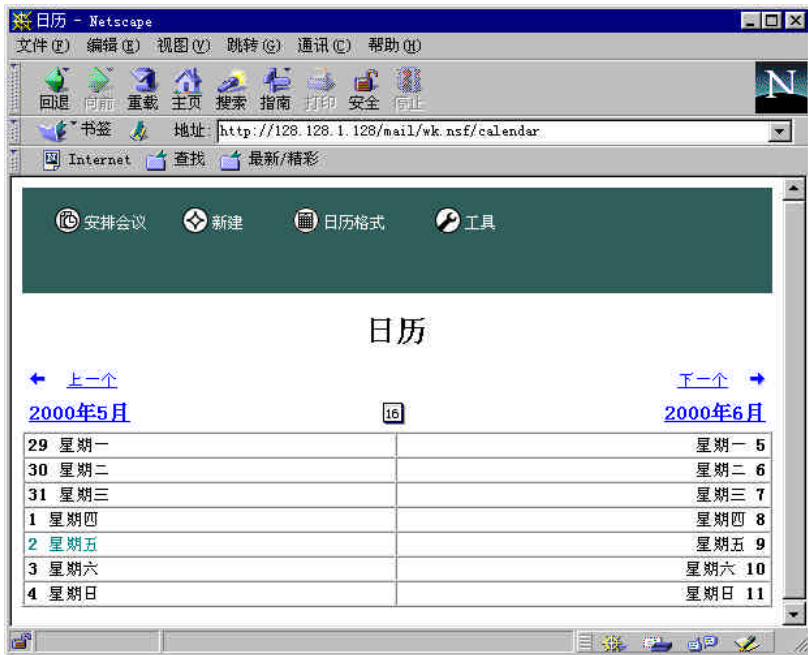 日历 - Netscape
文件(F) 编辑(E) 视图(V) 跳转(G) 通讯(C) 帮助(H)
回退 向前 重载 主页 搜索 指南 打印 安全 停止
N
书签 地址: http://128.128.1.128/mail/wk.nsf/calendar
Internet 查找 最新/精彩
安排会议 新建 日历格式 工具
日历
上一个 下一个
2000年5月 16 2000年6月
29 星期一 星期一 5
30 星期二 星期二 6
31 星期三 星期三 7
1 星期四 星期四 8
2 星期五 星期五 9
3 星期六 星期六 10
4 星期日 星期日 11